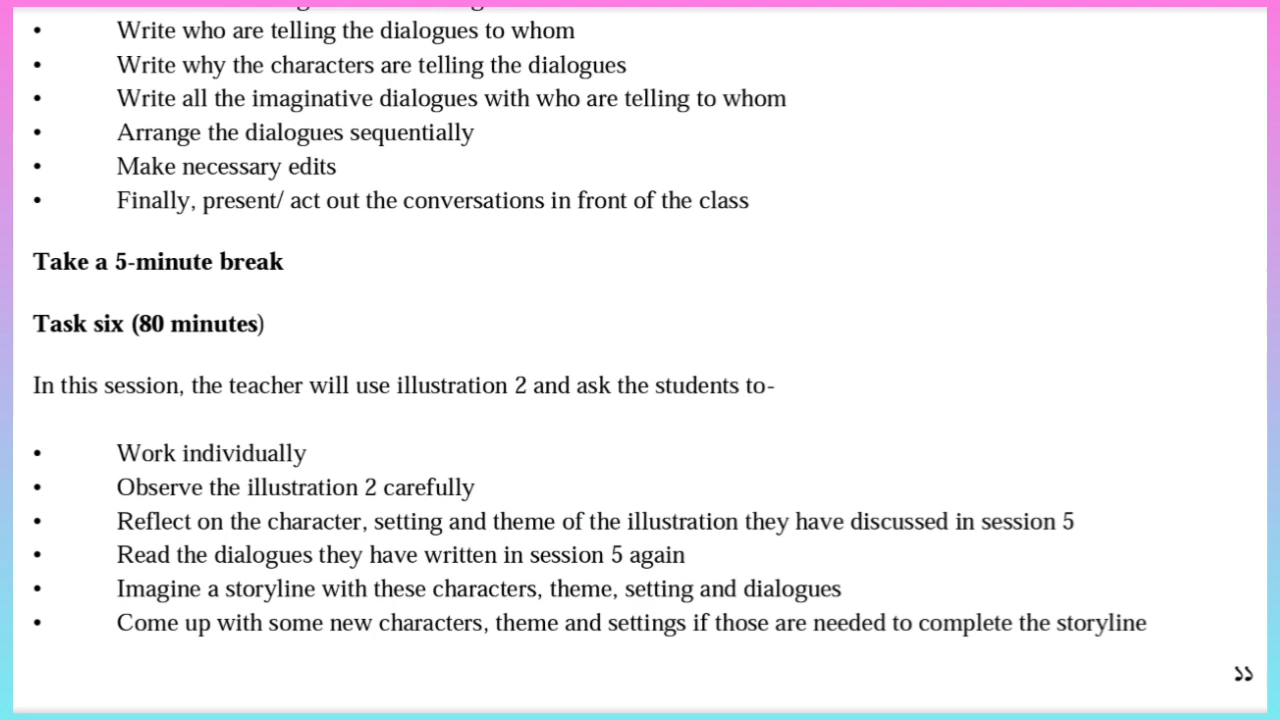 • Write who are telling the dialogues to whom
• Write why the characters are telling the dialogues
• Write all the imaginative dialogues with who are telling to whom
• Arrange the dialogues sequentially
• Make necessary edits
• Finally, present/ act out the conversations in front of the class
Take a 5-minute break
Task six (80 minutes)
In this session, the teacher will use illustration 2 and ask the students to-
• Work individually
• Observe the illustration 2 carefully
• Reflect on the character, setting and theme of the illustration they have discussed in session 5
• Read the dialogues they have written in session 5 again
• Imagine a storyline with these characters, theme, setting and dialogues
• Come up with some new characters, theme and settings if those are needed to complete the storyline
১১